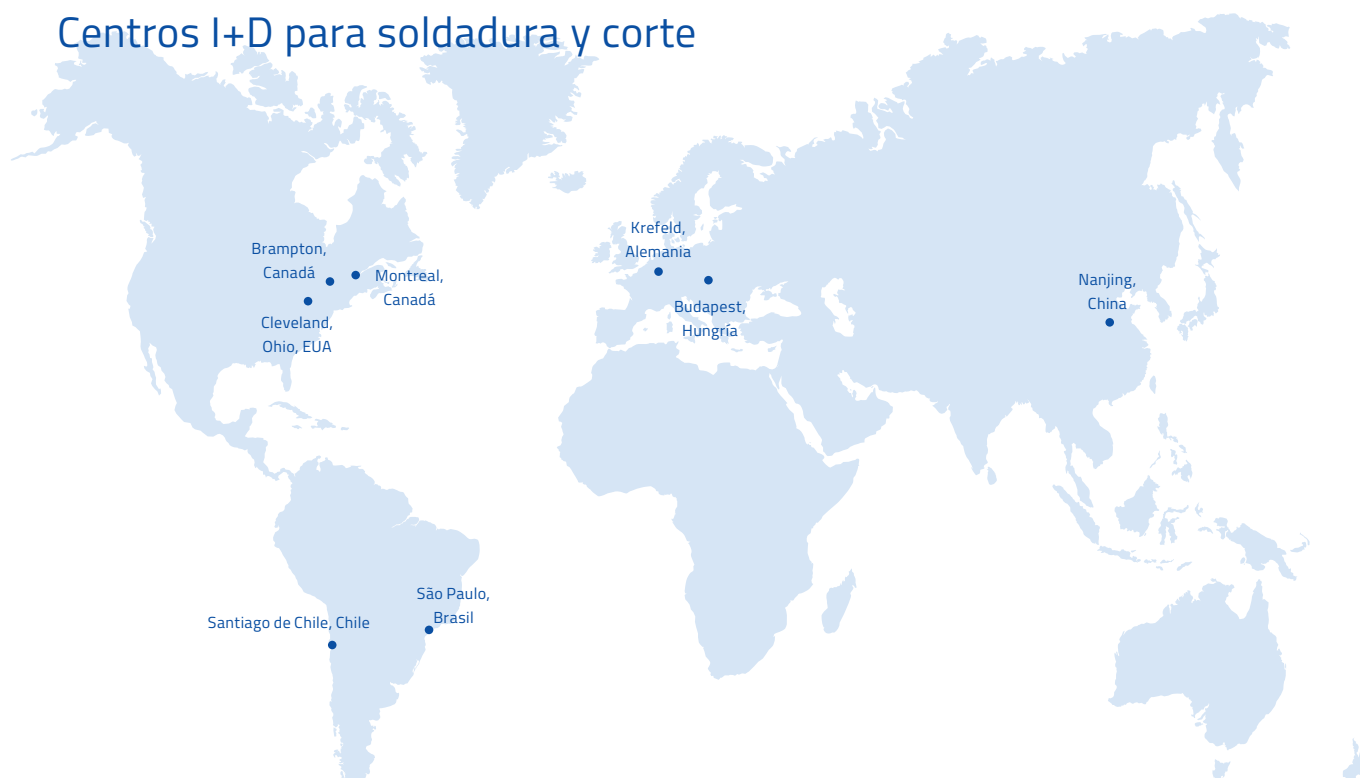 Centros I+D para soldadura y corte
Brampton,
Canadá
Montreal,
Canadá
Cleveland,
Ohio, EUA
Krefeld,
Alemania
Budapest,
Hungría
Nanjing,
China
São Paulo,
Brasil
Santiago de Chile, Chile